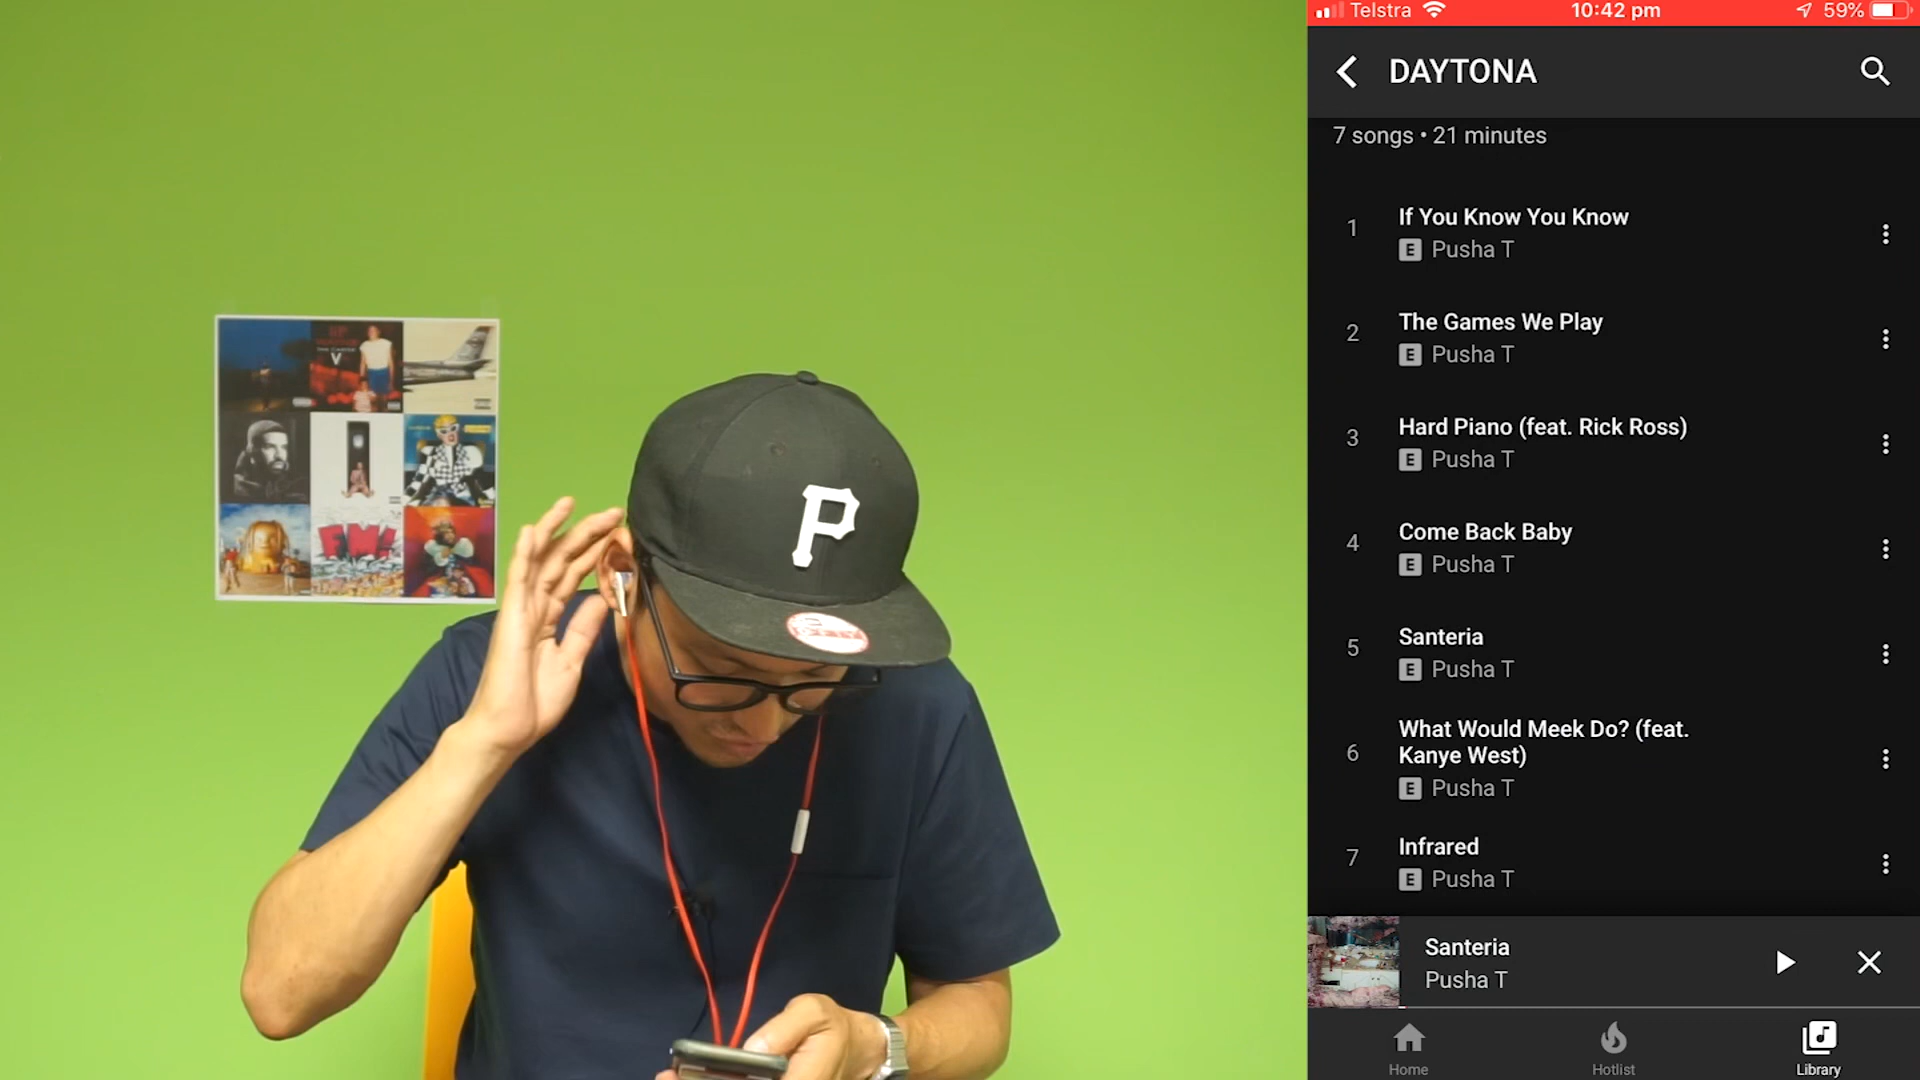 P
Telstra 10:42 pm 59%
DAYTONA
7 songs • 21 minutes
1 If You Know You Know
E Pusha T
2 The Games We Play
E Pusha T
3 Hard Piano (feat. Rick Ross)
E Pusha T
4 Come Back Baby
E Pusha T
5 Santeria
E Pusha T
6 What Would Meek Do? (feat.
Kanye West)
E Pusha T
7 Infrared
E Pusha T
Santeria
Pusha T
Home Hotlist Library